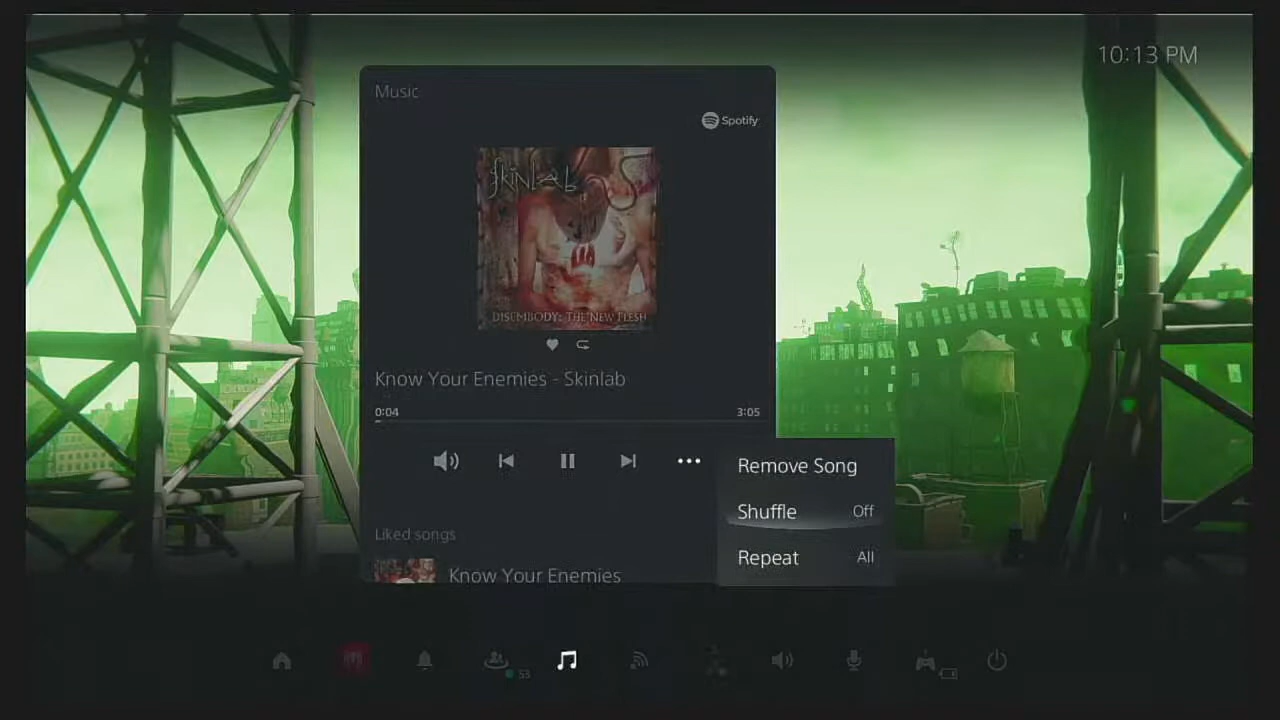 10:13 PM
Music
Spotify
SKINLAB
DISEMBODY: THE NEW FLESH
Know Your Enemies - Skinlab
0:04
3:05
Remove Song
Shuffle Off
Repeat All
Liked songs
Know Your Enemies
53